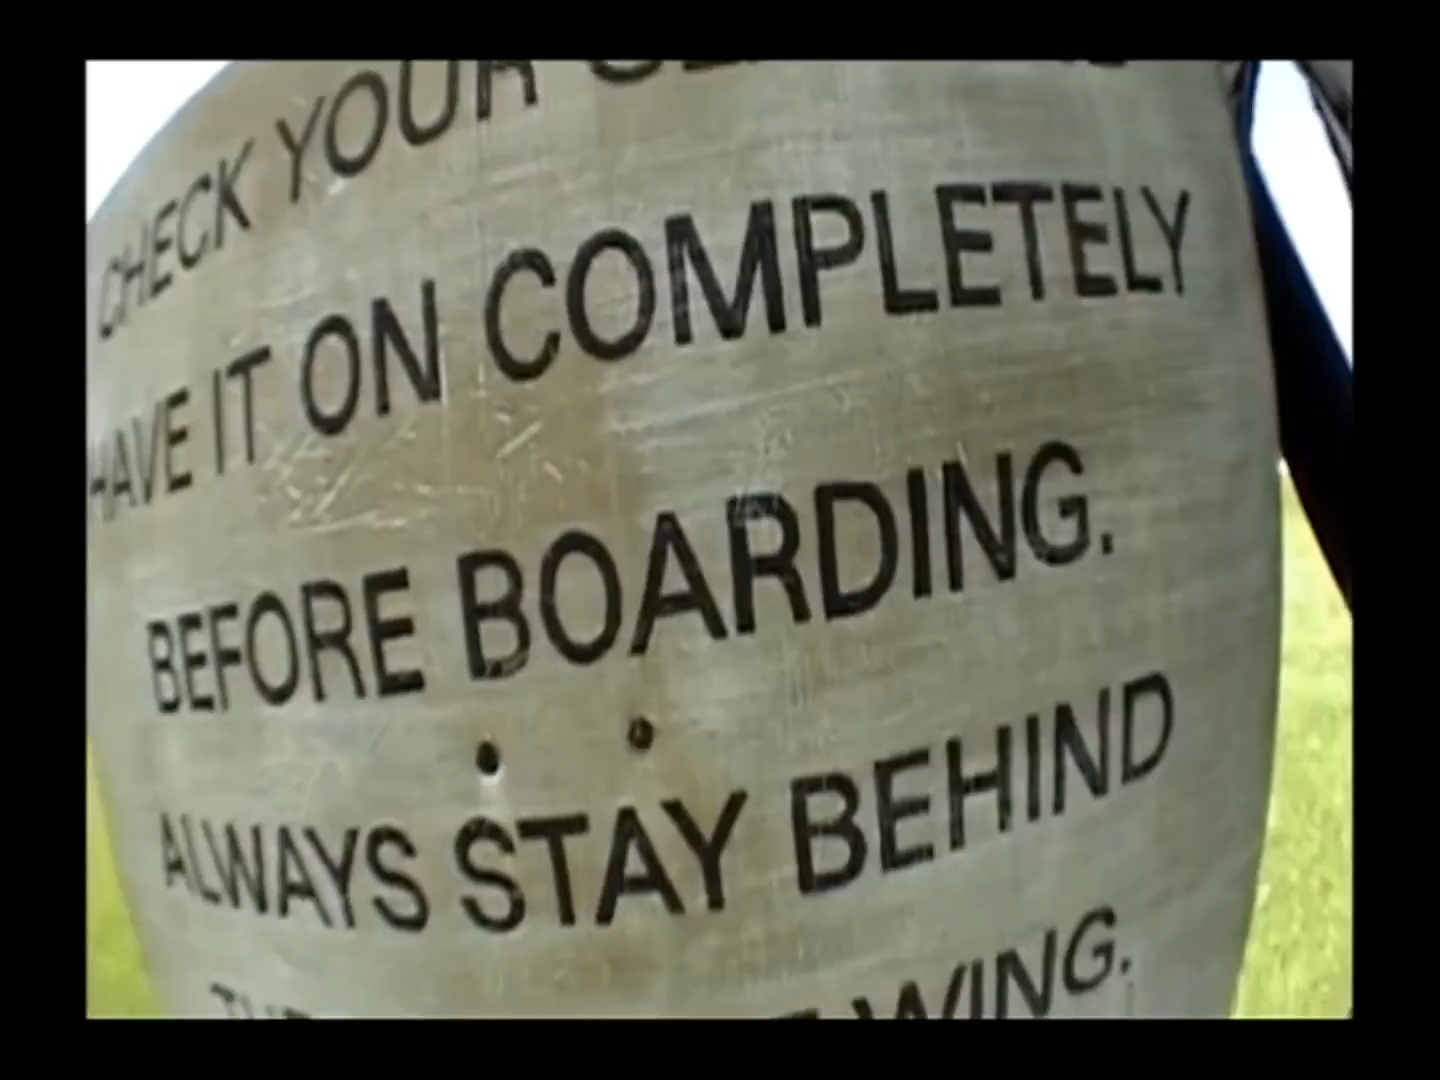 CHECK YOUR
HAVE IT ON COMPLETELY
BEFORE BOARDING.
ALWAYS STAY BEHIND
WING.